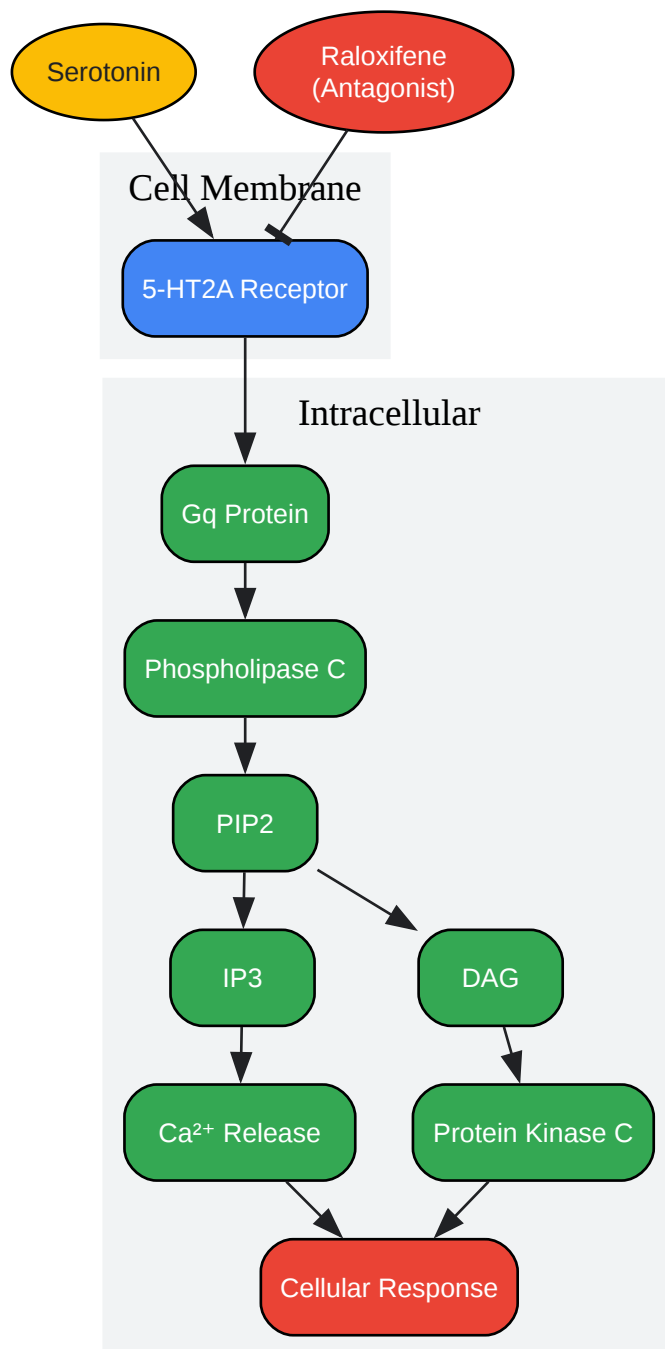 Serotonin
Raloxifene
(Antagonist)
Cell Membrane
5-HT2A Receptor
Intracellular
Gq Protein
Phospholipase C
PIP2
IP3
DAG
Ca²⁺ Release
Protein Kinase C
Cellular Response